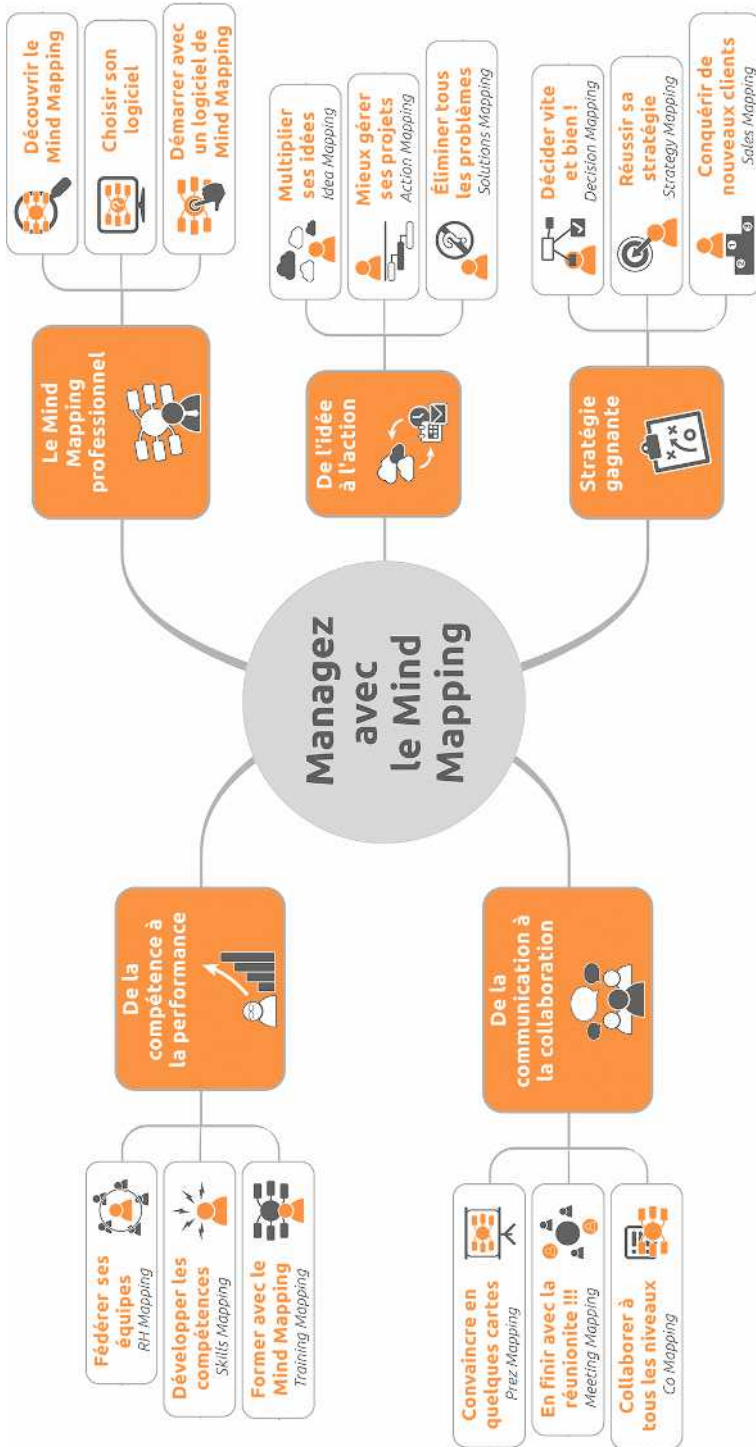 Managez
avec
le Mind
Mapping
Le Mind
Mapping
professionnel
Découvrir le
Mind Mapping
Choisir son
logiciel
Démarrer avec
un logiciel de
Mind Mapping
De l'idée
à l'action
Multiplier
ses idées
Idea Mapping
Mieux gérer
ses projets
Action Mapping
Éliminer tous
les problèmes
Solutions Mapping
Stratégie
gagnante
Décider vite
et bien !
Decision Mapping
Réussir sa
stratégie
Strategy Mapping
Conquérir de
nouveaux clients
Sales Mapping
1
2
3
De la
communication à
la collaboration
Convaincre en
quelques cartes
Prez Mapping
En finir avec la
réunionite !!!
Meeting Mapping
Collaborer à
tous les niveaux
Co Mapping
De la
compétence à
la performance
Fédérer ses
équipes
RH Mapping
Développer les
compétences
Skills Mapping
Former avec le
Mind Mapping
Training Mapping